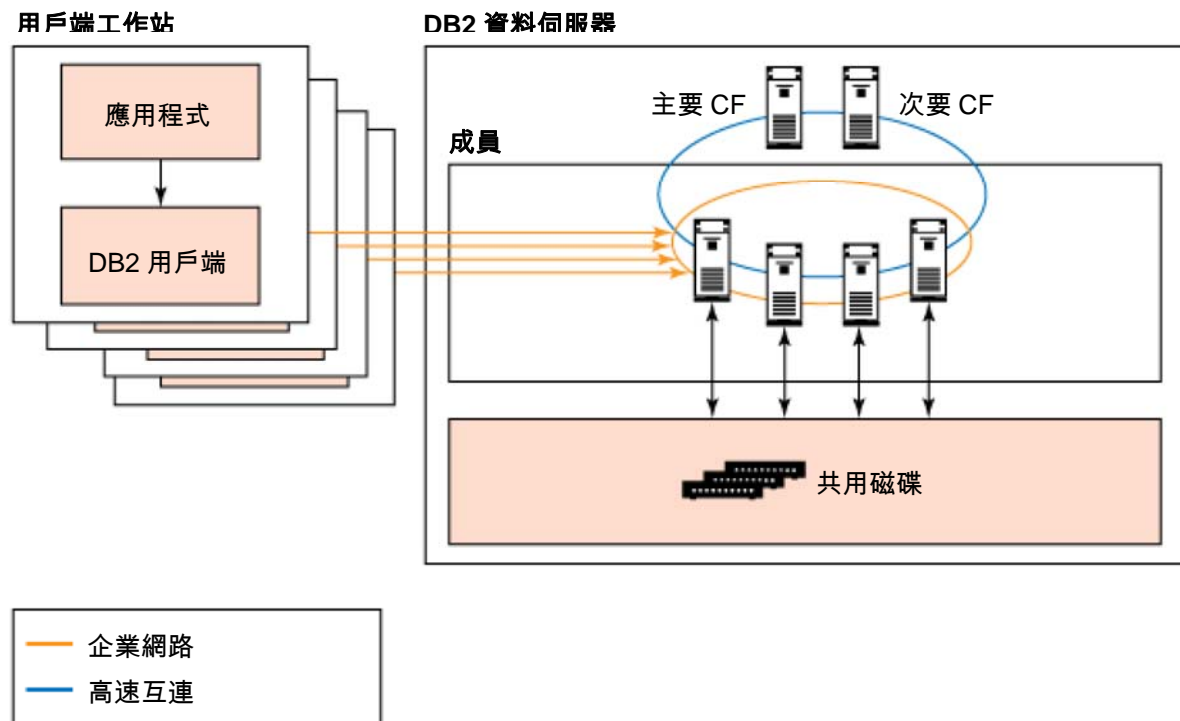 用戶端工作站
DB2 資料伺服器
應用程式
DB2 用戶端
主要 CF
次要 CF
成員
共用磁碟
企業網路
高速互連